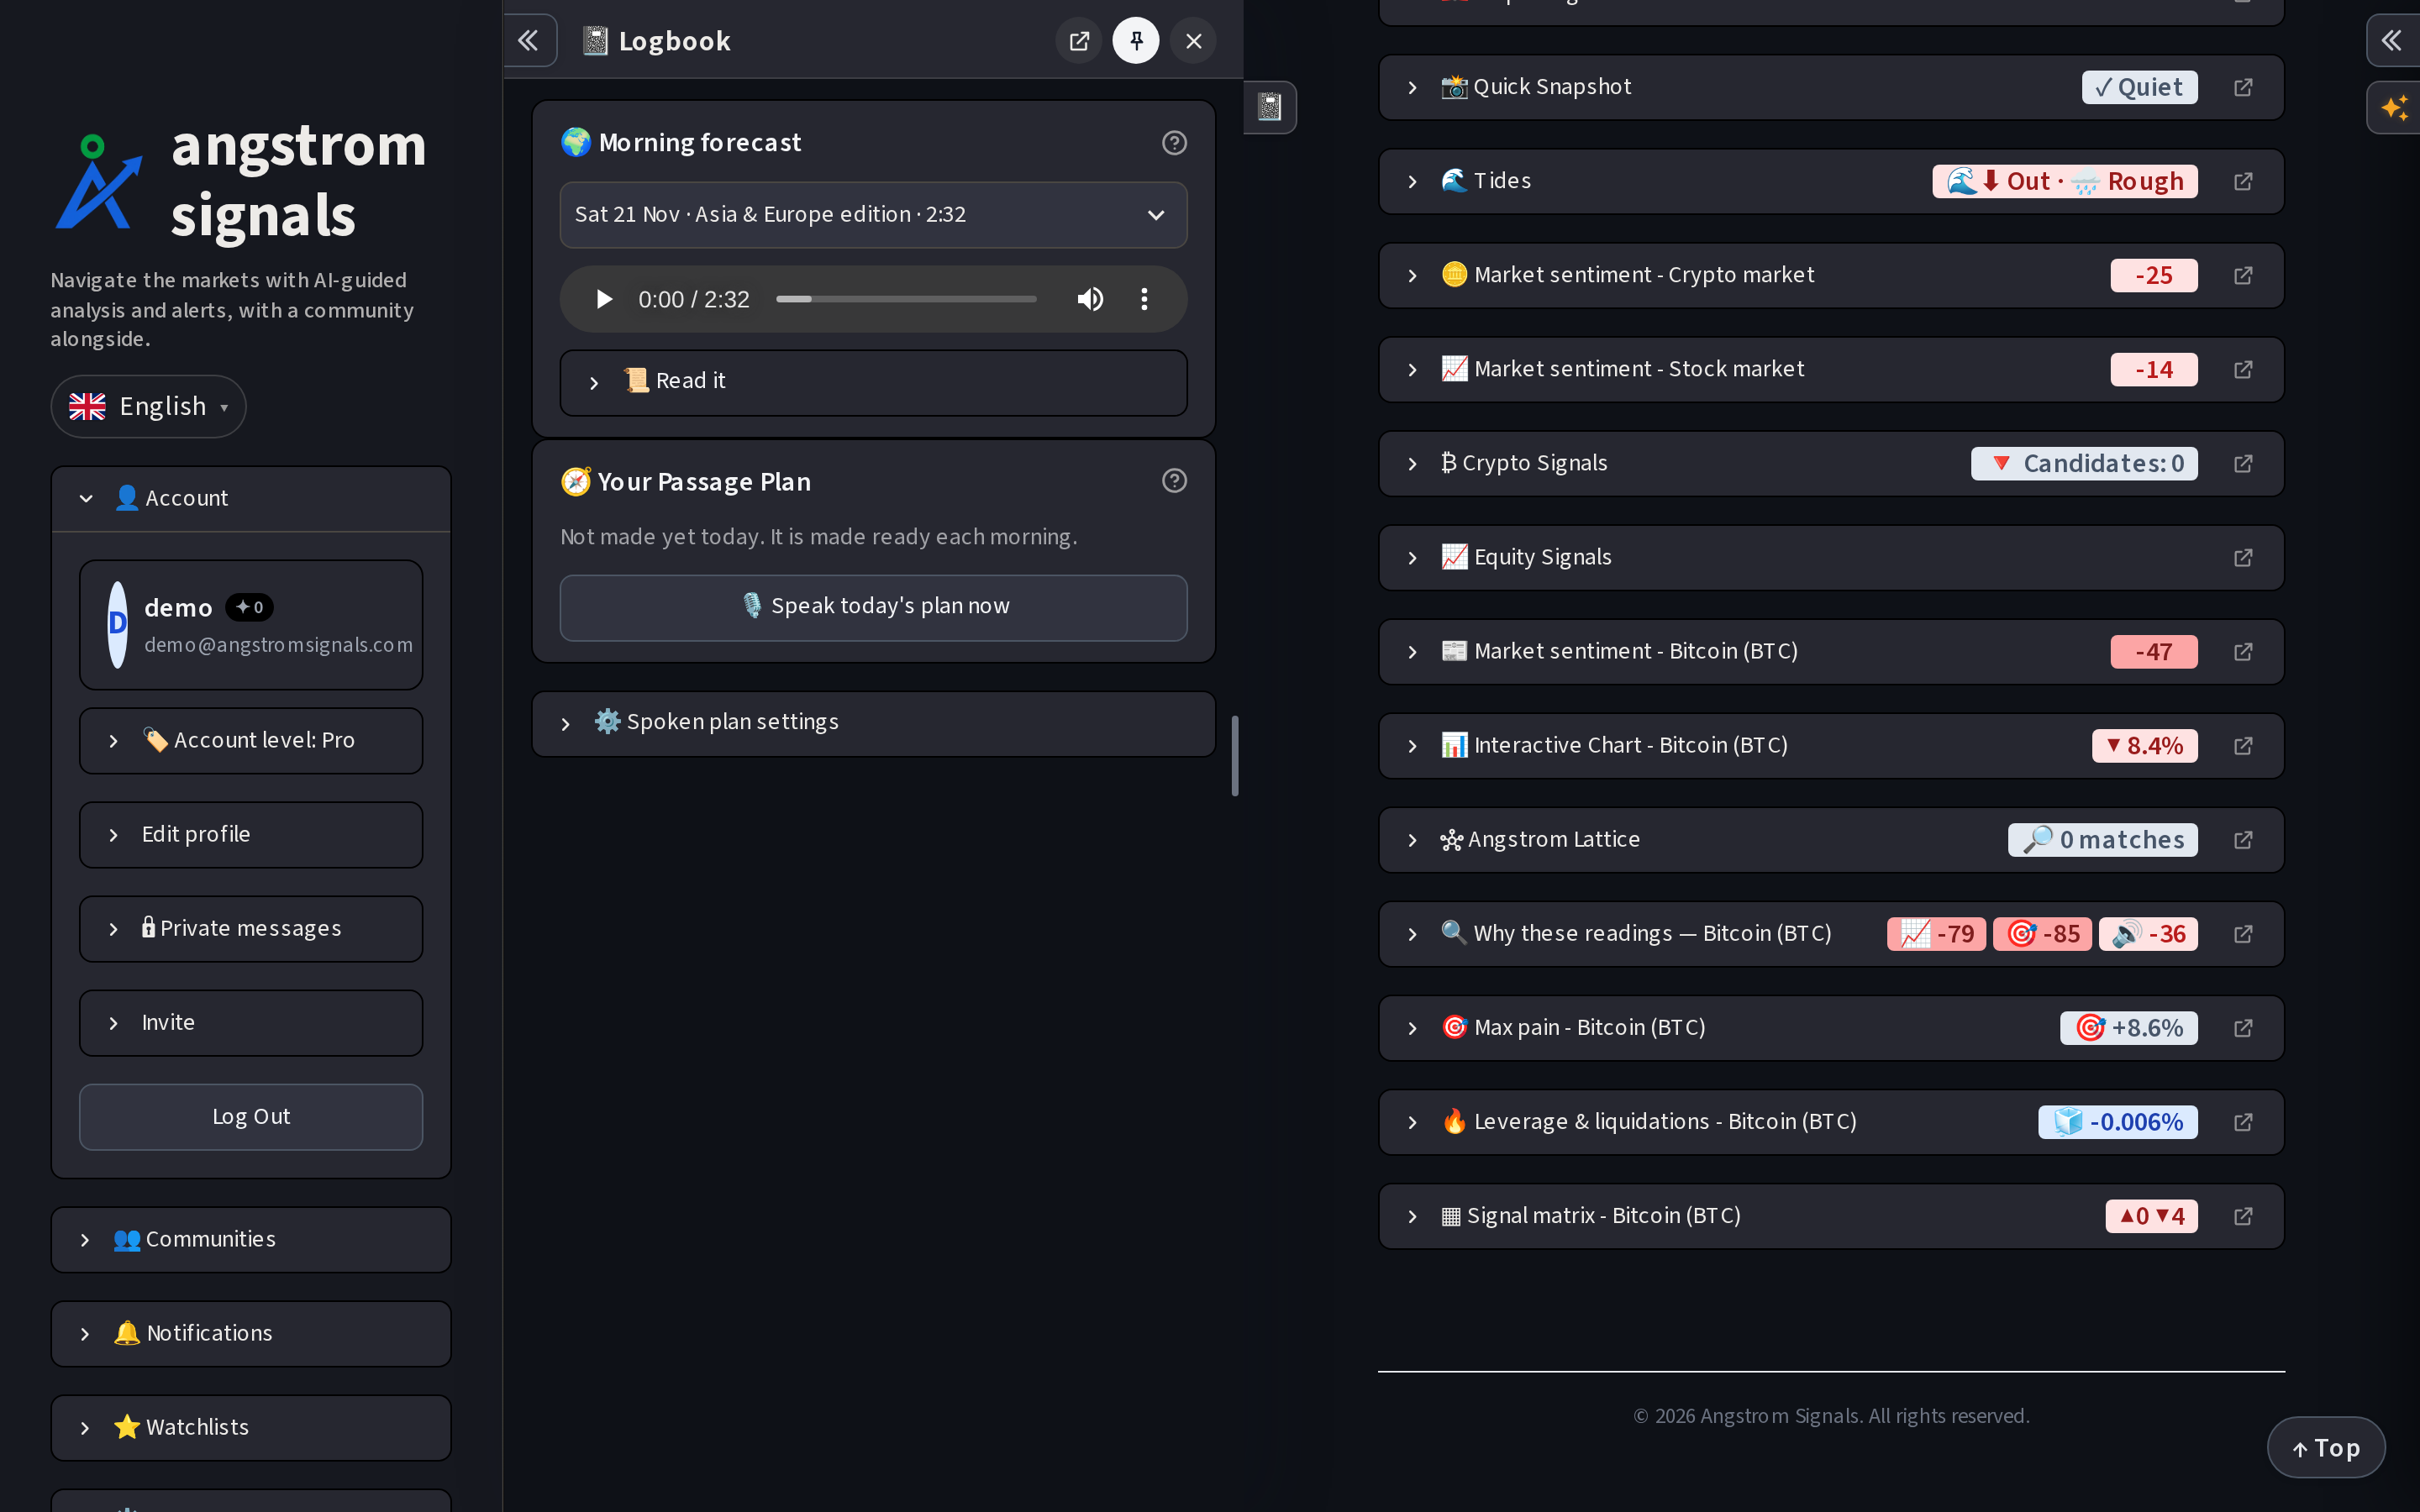 angstrom
signals
Navigate the markets with AI-guided
analysis and alerts, with a community
alongside.
English
Account
D
demo
0
demo@angstromsignals.com
Account level: Pro
Edit profile
Private messages
Invite
Log Out
Communities
Notifications
Watchlists
Logbook
Morning forecast
Sat 21 Nov · Asia & Europe edition · 2:32
0:00 / 2:32
Read it
Your Passage Plan
Not made yet today. It is made ready each morning.
Speak today's plan now
Spoken plan settings
Quick Snapshot
✓ Quiet
Tides
Out · Rough
Market sentiment - Crypto market
-25
Market sentiment - Stock market
-14
₿ Crypto Signals
Candidates: 0
Equity Signals
Market sentiment - Bitcoin (BTC)
-47
Interactive Chart - Bitcoin (BTC)
▼ 8.4%
Angstrom Lattice
0 matches
Why these readings — Bitcoin (BTC)
-79 -85 -36
Max pain - Bitcoin (BTC)
+8.6%
Leverage & liquidations - Bitcoin (BTC)
-0.006%
Signal matrix - Bitcoin (BTC)
▲0 ▼4
© 2026 Angstrom Signals. All rights reserved.
↑ Top